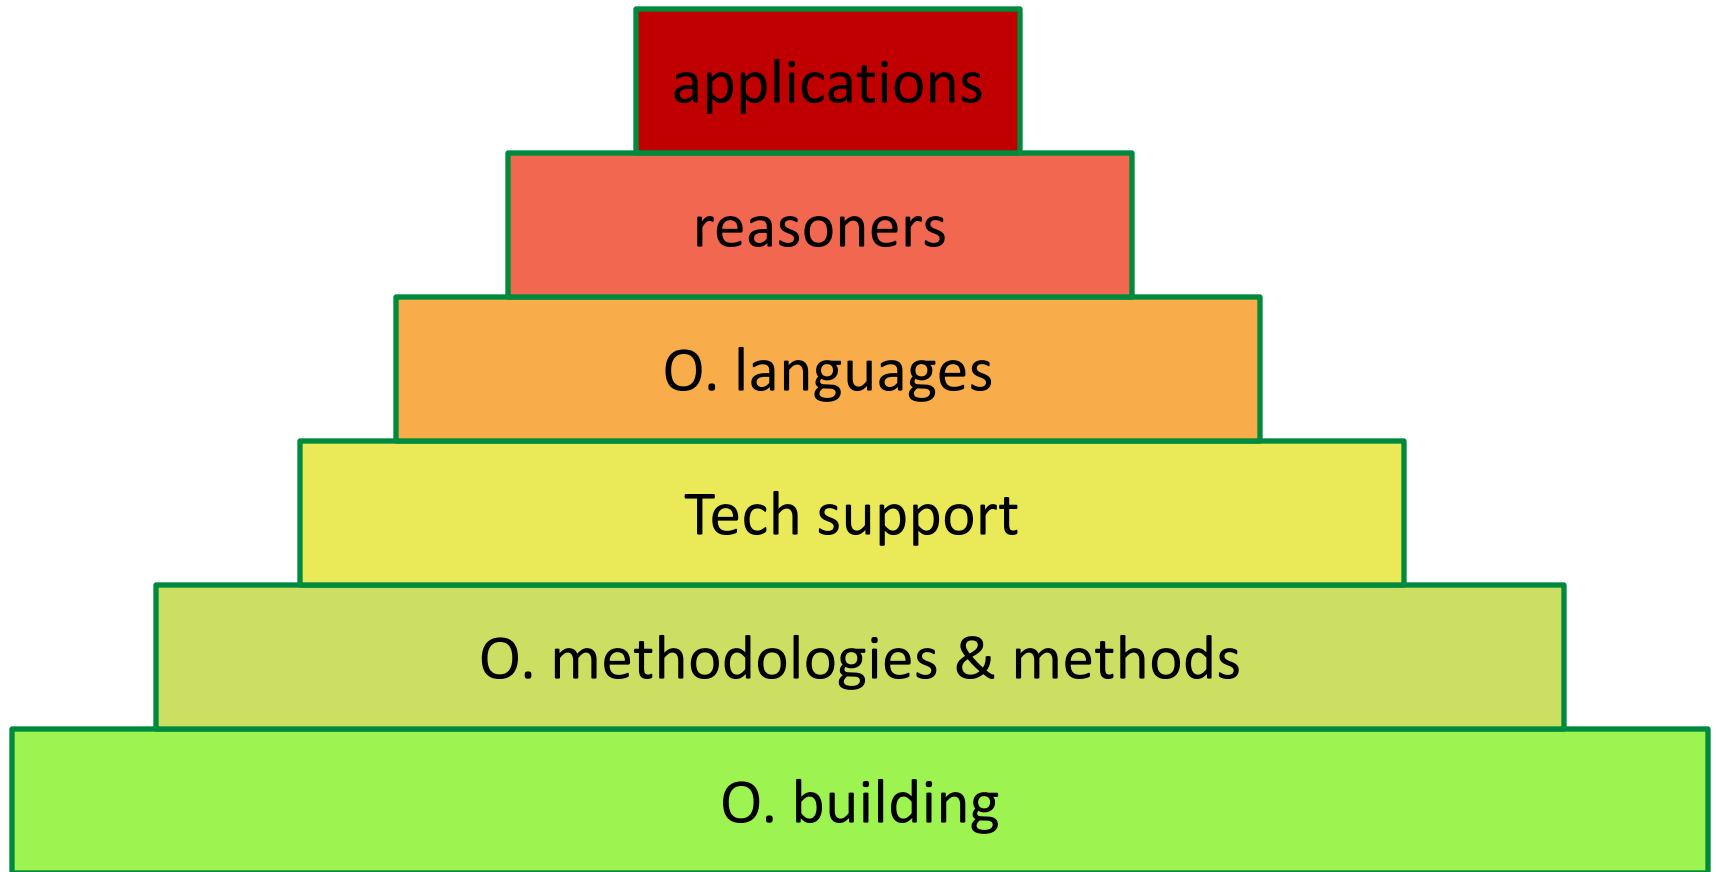 applications
reasoners
O. languages
Tech support
O. methodologies & methods
O. building